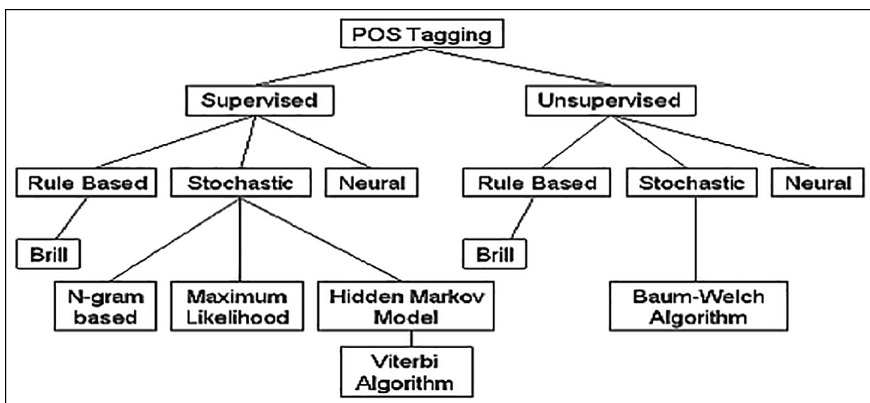 POS Tagging
Supervised
Unsupervised
Rule Based
Stochastic
Neural
Rule Based
Stochastic
Neural
Brill
Brill
N-gram
based
Maximum
Likelihood
Hidden Markov
Model
Baum-Welch
Algorithm
Viterbi
Algorithm